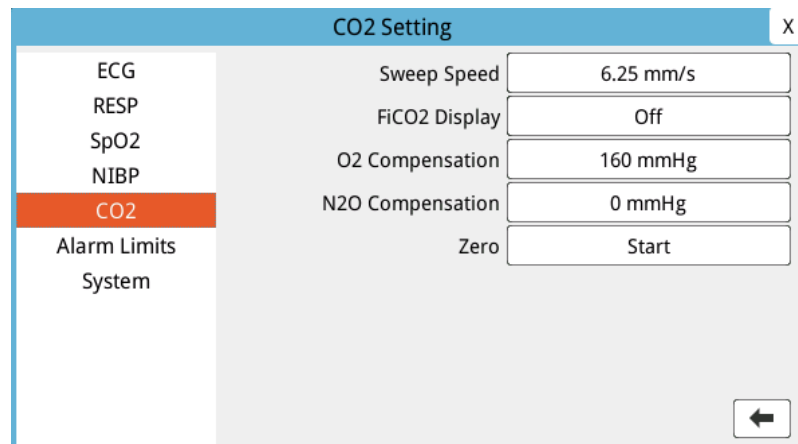 CO2 Setting
X
ECG
RESP
SpO2
NIBP
CO2
Alarm Limits
System
Sweep Speed 6.25 mm/s
FiCO2 Display Off
O2 Compensation 160 mmHg
N2O Compensation 0 mmHg
Zero Start